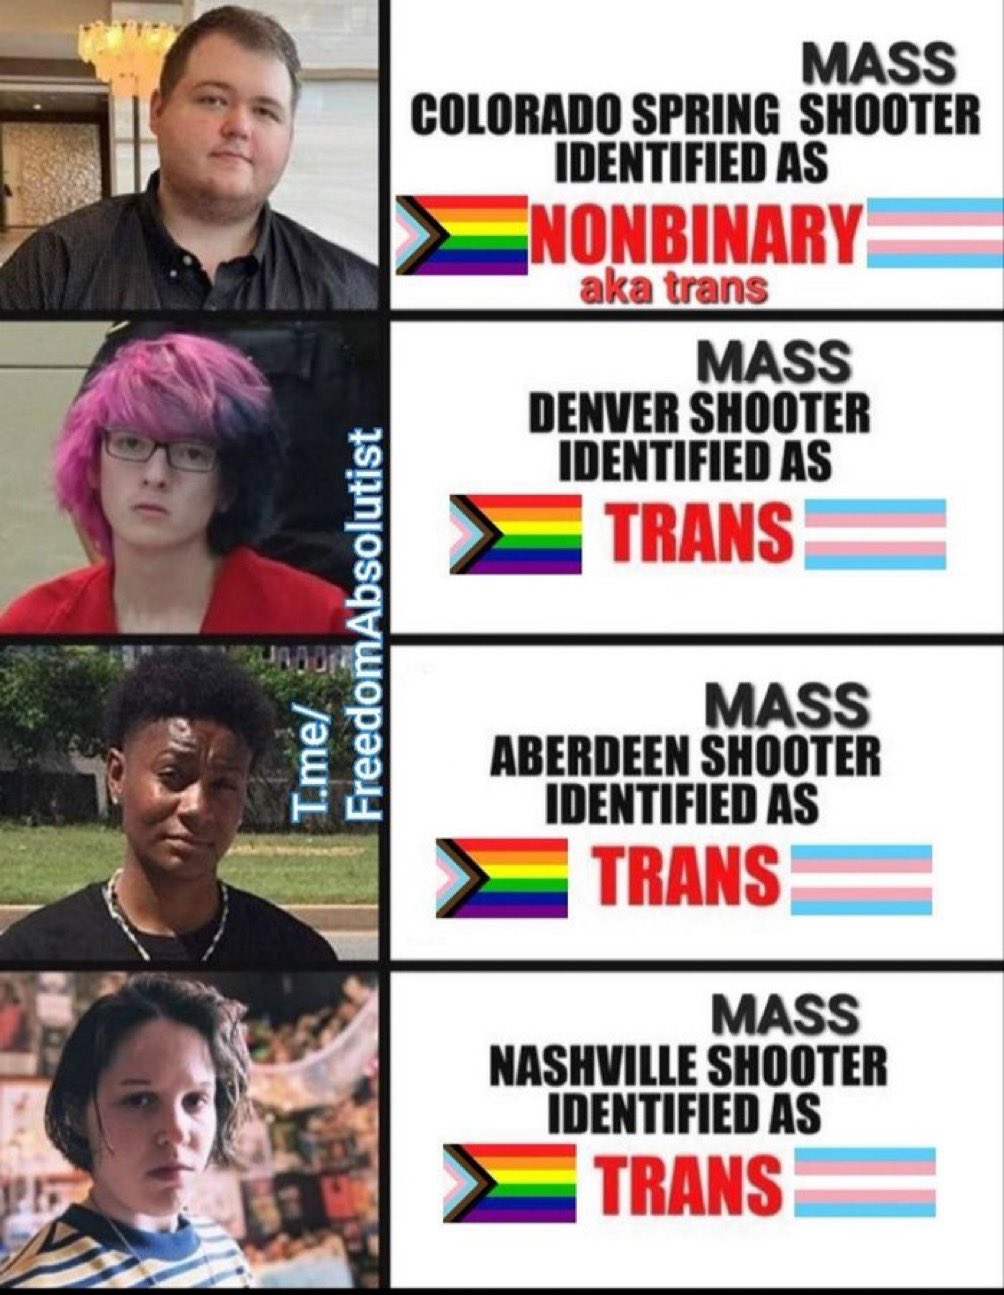 MASS
COLORADO SPRING SHOOTER
IDENTIFIED AS
NONBINARY
aka trans
MASS
DENVER SHOOTER
IDENTIFIED AS
TRANS
T.me/
FreedomAbsolutist
MASS
ABERDEEN SHOOTER
IDENTIFIED AS
TRANS
MASS
NASHVILLE SHOOTER
IDENTIFIED AS
TRANS